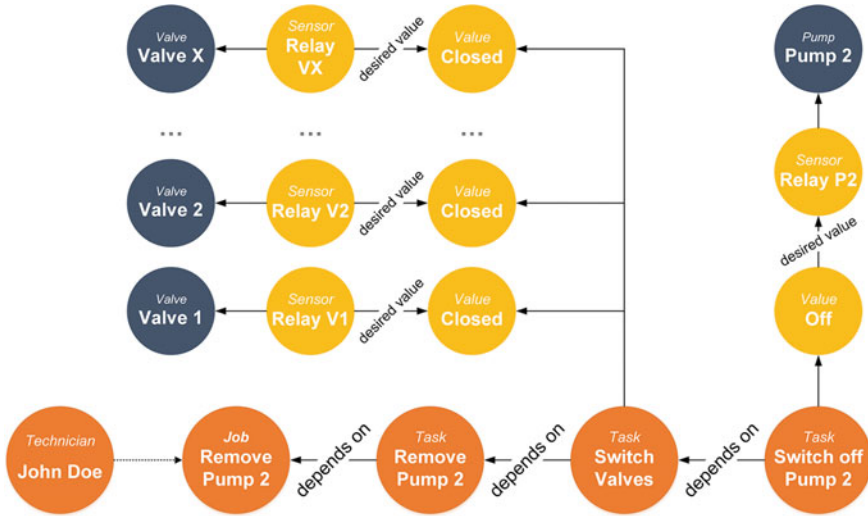 Valve
Valve X
Sensor
Relay
VX
desired value
Value
Closed
Pump
Pump 2
...
...
...
Valve
Valve 2
Sensor
Relay V2
desired value
Value
Closed
Sensor
Relay P2
desired value
Valve
Valve 1
Sensor
Relay V1
desired value
Value
Closed
Value
Off
Technician
John Doe
Job
Remove
Pump 2
depends on
Task
Remove
Pump 2
depends on
Task
Switch
Valves
depends on
Task
Switch off
Pump 2